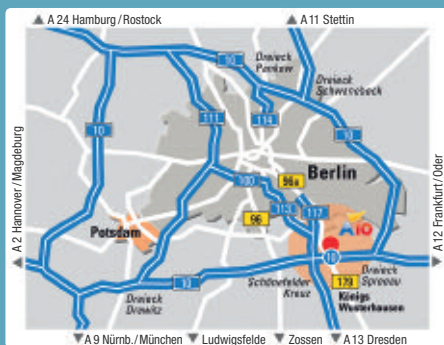 A 24 Hamburg / Rostock
A 11 Stettin
Dreieck
Pankow
Dreieck
Schwanebeck
10
10
111
114
10
A 2 Hannover / Magdeburg
Berlin
A 12 Frankfurt / Oder
100
96a
113
117
96
Potsdam
A10
10
10
Schönefelder
Kreuz
Dreieck
Spreeau
179
Königs
Wusterhausen
Dreieck
Drewitz
A 9 Nürnb. / München
Ludwigsfelde
Zossen
A 13 Dresden